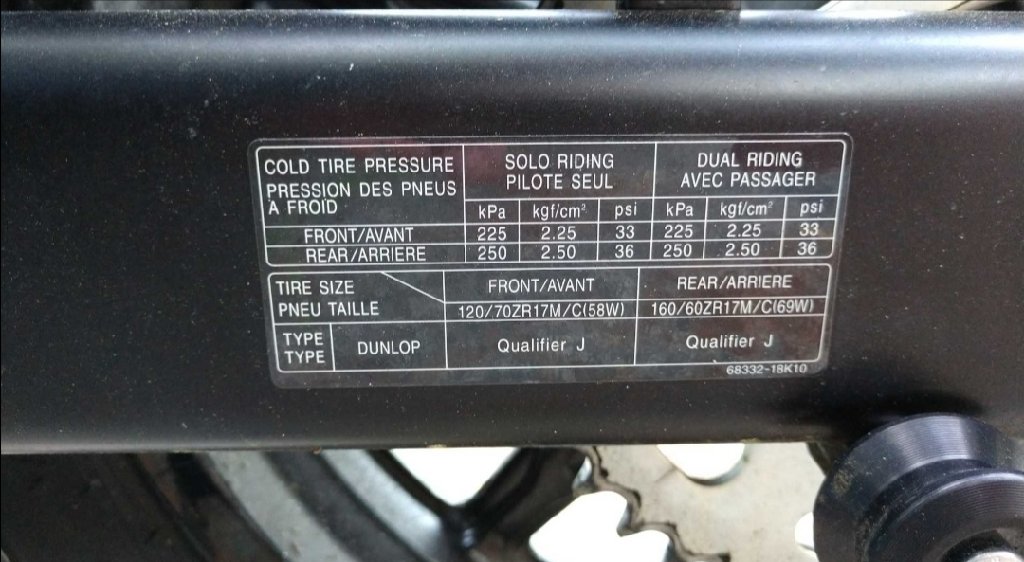 COLD TIRE PRESSURE
PRESSION DES PNEUS
A FROID
SOLO RIDING
PILOTE SEUL
DUAL RIDING
AVEC PASSAGER
kPa kgf/cm² psi kPa kgf/cm² psi
FRONT/AVANT 225 2.25 33 225 2.25 33
REAR/ARRIERE 250 2.50 36 250 2.50 36
TIRE SIZE
PNEU TAILLE
FRONT/AVANT REAR/ARRIERE
120/70ZR17M/C(58W) 160/60ZR17M/C(69W)
TYPE
TYPE
DUNLOP Qualifier J Qualifier J
68332-18K10